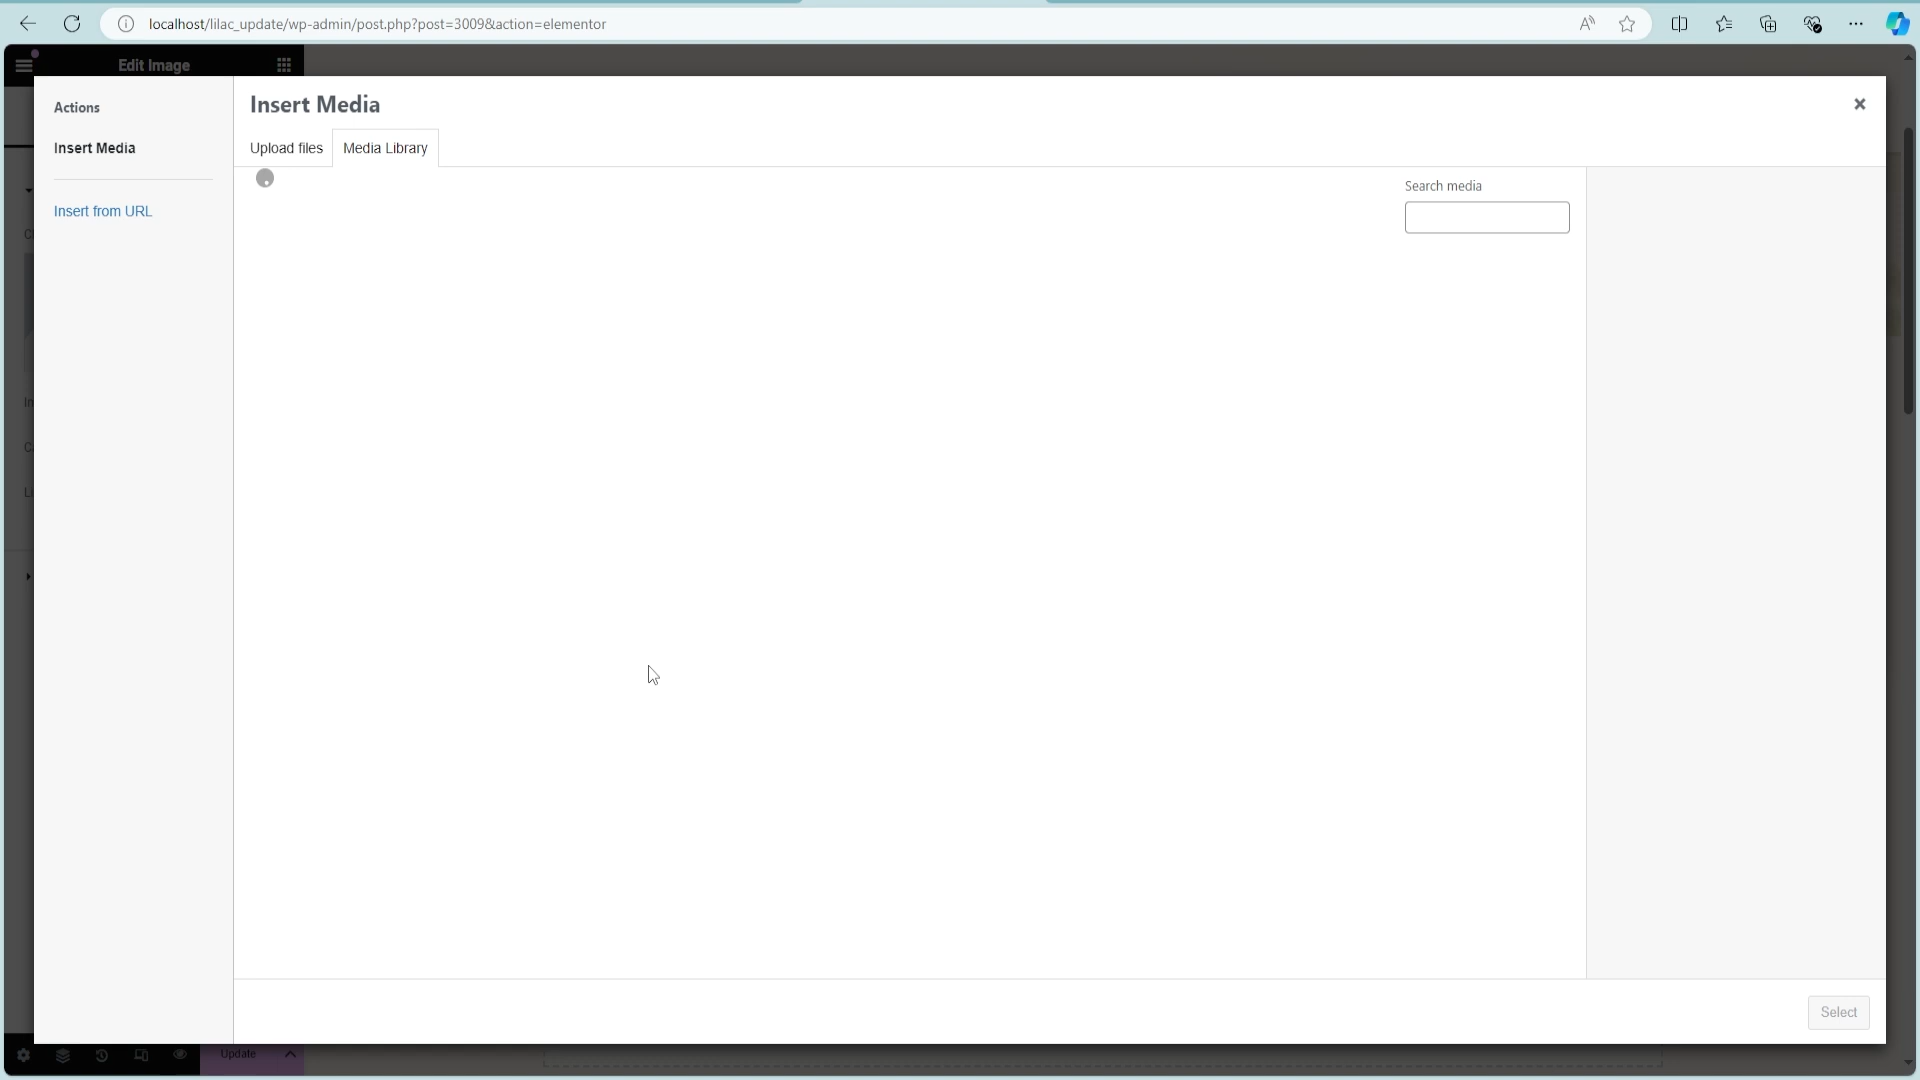 localhost/lilac_update/wp-admin/post.php?post=3009&action=elementor
Edit Image
Actions
Insert Media
Insert from URL
Insert Media
Upload files
Media Library
Search media
Select
Update